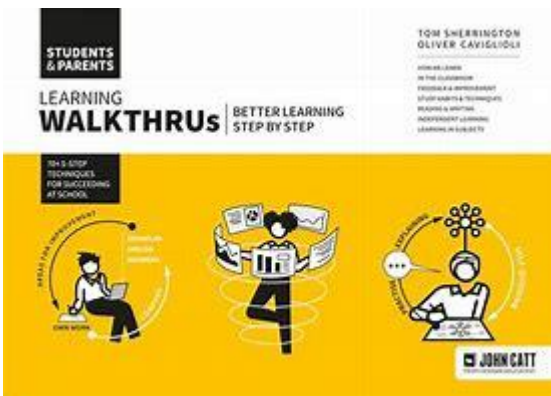 STUDENTS
& PARENTS
TOM SHERRINGTON
OLIVER CAVIGLIOLI
HOW WE LEARN
IN THE CLASSROOM
FEEDBACK & IMPROVEMENT
STUDY HABITS & TECHNIQUES
READING & WRITING
INDEPENDENT LEARNING
LEARNING IN SUBJECTS
LEARNING
WALKTHRUs
BETTER LEARNING
STEP BY STEP
70+ 5-STEP
TECHNIQUES
FOR SUCCEEDING
AT SCHOOL
AREAS FOR IMPROVEMENT
OWN WORK
EXPLAINING
JOHN CATT